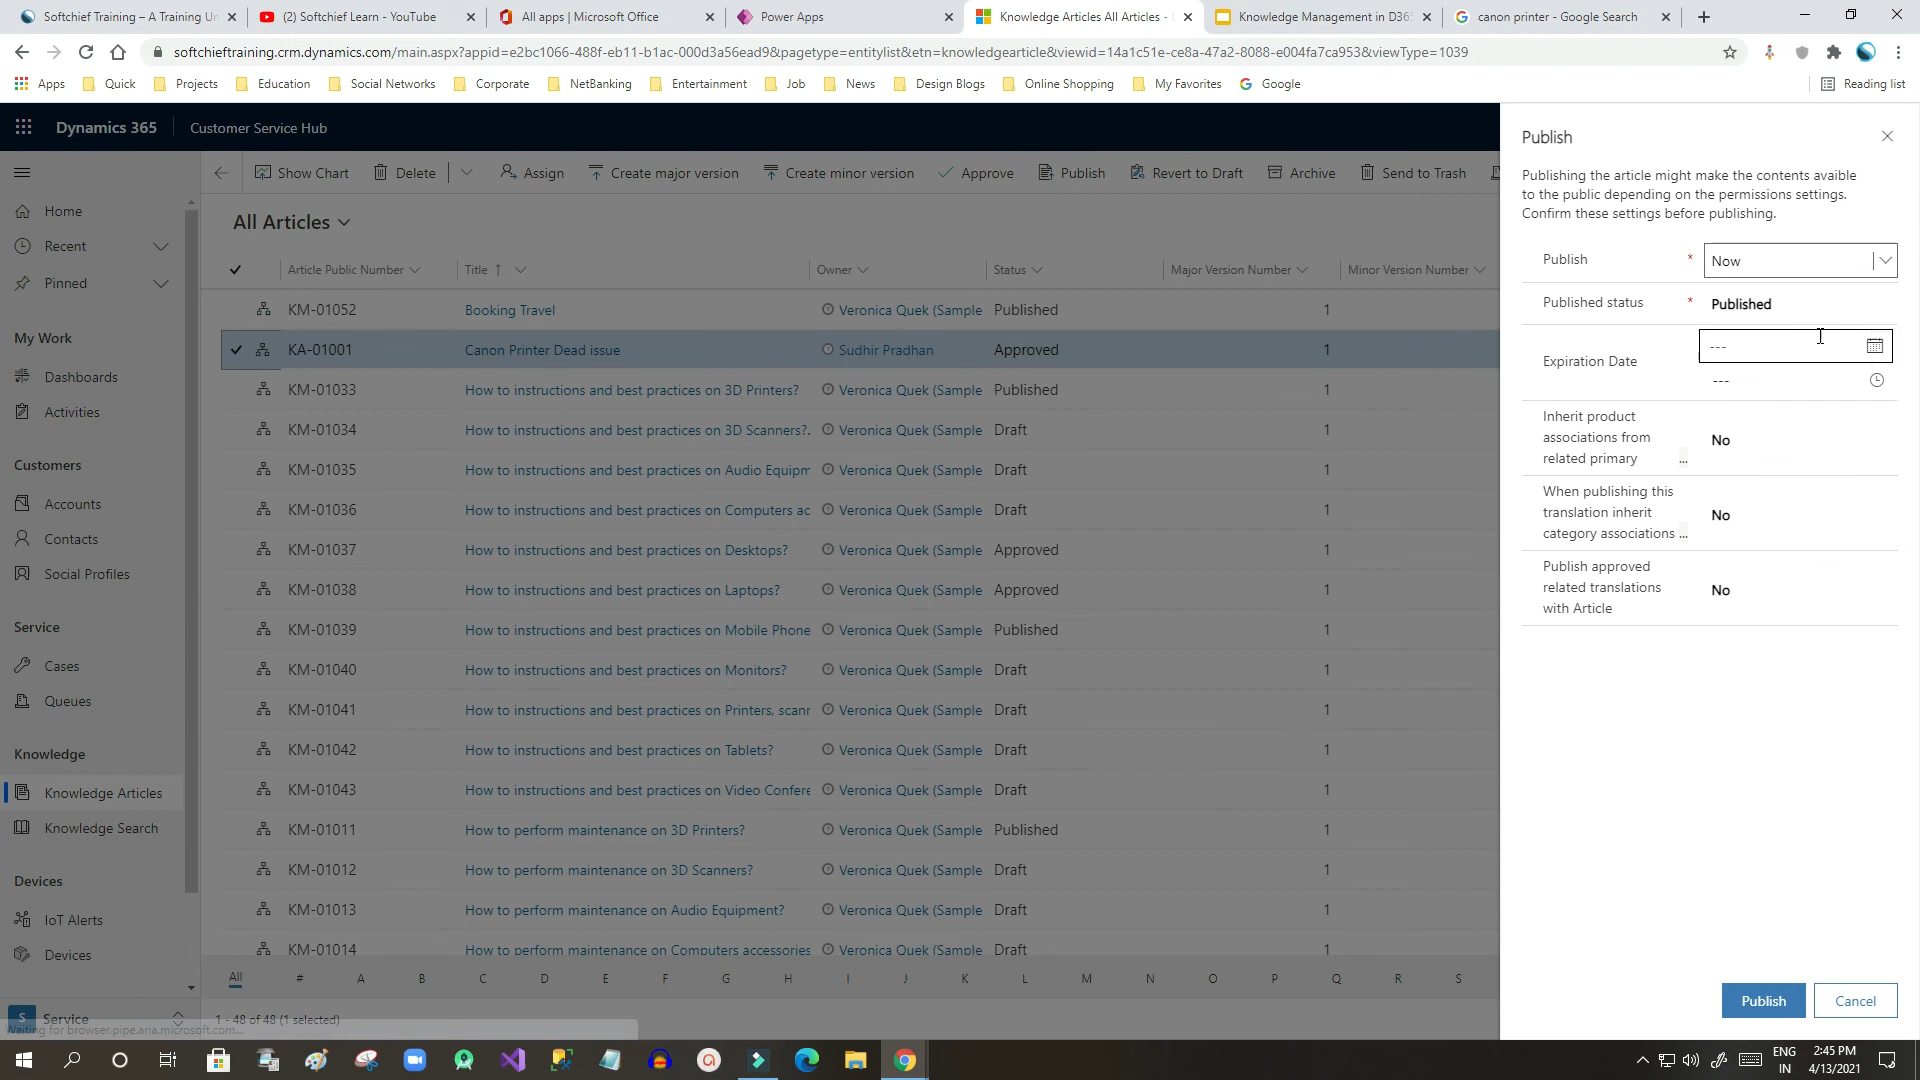 Softchief Training – A Training Un
(2) Softchief Learn - YouTube
All apps | Microsoft Office
Power Apps
Knowledge Articles All Articles -
Knowledge Management in D365
canon printer - Google Search
softchieftraining.crm.dynamics.com/main.aspx?appid=e2bc1066-488f-eb11-b1ac-000d3a56ead9&pagetype=entitylist&etn=knowledgearticle&viewid=14a1c51e-ce8a-47a2-8088-e004fa7ca953&viewType=1039
Apps Quick Projects Education Social Networks Corporate NetBanking Entertainment Job News Design Blogs Online Shopping My Favorites Google Reading list
Dynamics 365 Customer Service Hub
Show Chart Delete Assign Create major version Create minor version Approve Publish Revert to Draft Archive Send to Trash
Home
Recent
Pinned
My Work
Dashboards
Activities
Customers
Accounts
Contacts
Social Profiles
Service
Cases
Queues
Knowledge
Knowledge Articles
Knowledge Search
Devices
IoT Alerts
Devices
S Service
Waiting for browser.pipe.aria.microsoft.com...
All Articles
Article Public Number Title Owner Status Major Version Number Minor Version Number
KM-01052 Booking Travel Veronica Quek (Sample Published 1
KA-01001 Canon Printer Dead issue Sudhir Pradhan Approved 1
KM-01033 How to instructions and best practices on 3D Printers? Veronica Quek (Sample Published 1
KM-01034 How to instructions and best practices on 3D Scanners?. Veronica Quek (Sample Draft 1
KM-01035 How to instructions and best practices on Audio Equipm Veronica Quek (Sample Draft 1
KM-01036 How to instructions and best practices on Computers ac Veronica Quek (Sample Draft 1
KM-01037 How to instructions and best practices on Desktops? Veronica Quek (Sample Approved 1
KM-01038 How to instructions and best practices on Laptops? Veronica Quek (Sample Approved 1
KM-01039 How to instructions and best practices on Mobile Phone Veronica Quek (Sample Published 1
KM-01040 How to instructions and best practices on Monitors? Veronica Quek (Sample Draft 1
KM-01041 How to instructions and best practices on Printers, scanr Veronica Quek (Sample Draft 1
KM-01042 How to instructions and best practices on Tablets? Veronica Quek (Sample Draft 1
KM-01043 How to instructions and best practices on Video Confere Veronica Quek (Sample Draft 1
KM-01011 How to perform maintenance on 3D Printers? Veronica Quek (Sample Published 1
KM-01012 How to perform maintenance on 3D Scanners? Veronica Quek (Sample Draft 1
KM-01013 How to perform maintenance on Audio Equipment? Veronica Quek (Sample Draft 1
KM-01014 How to perform maintenance on Computers accessories Veronica Quek (Sample Draft 1
All # A B C D E F G H I J K L M N O P Q R S
1 - 48 of 48 (1 selected)
Publish
Publishing the article might make the contents avaible
to the public depending on the permissions settings.
Confirm these settings before publishing.
Publish * Now
Published status * Published
Expiration Date ---
---
Inherit product
associations from
related primary ... No
When publishing this
translation inherit
category associations ... No
Publish approved
related translations
with Article No
Publish Cancel
ENG
IN
2:45 PM
4/13/2021